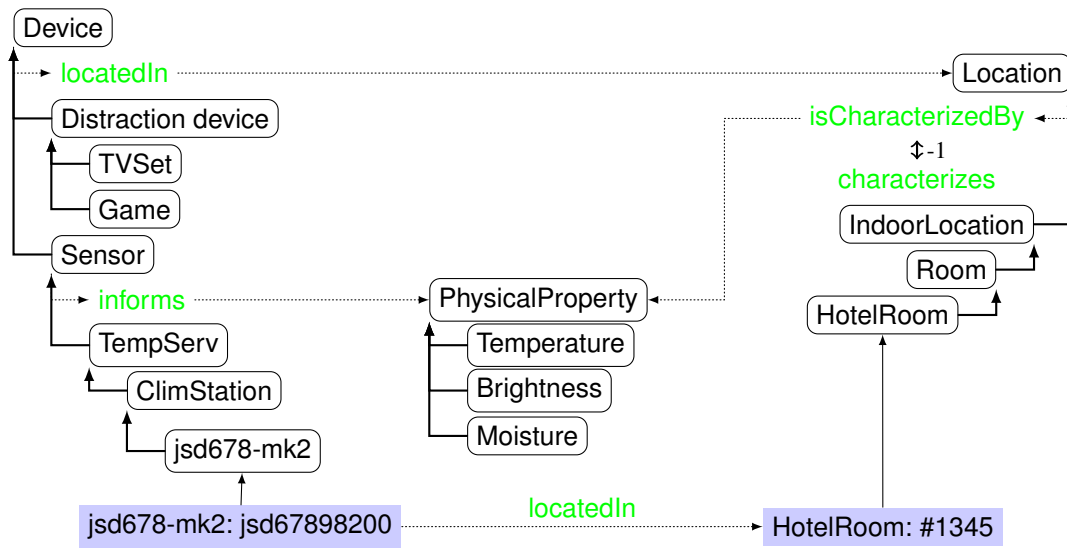 Device
locatedIn
Location
Distraction device
isCharacterizedBy
TVSet
↕-1
Game
characterizes
IndoorLocation
Sensor
Room
informs
PhysicalProperty
HotelRoom
TempServ
Temperature
ClimStation
Brightness
jsd678-mk2
Moisture
locatedIn
jsd678-mk2: jsd67898200
HotelRoom: #1345